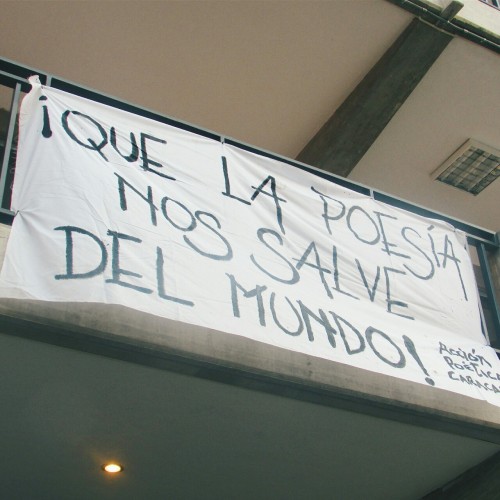 ¡QUE LA POESÍA
NOS SALVE
DEL MUNDO!
ACCIÓN
POÉTICA
CARACAS